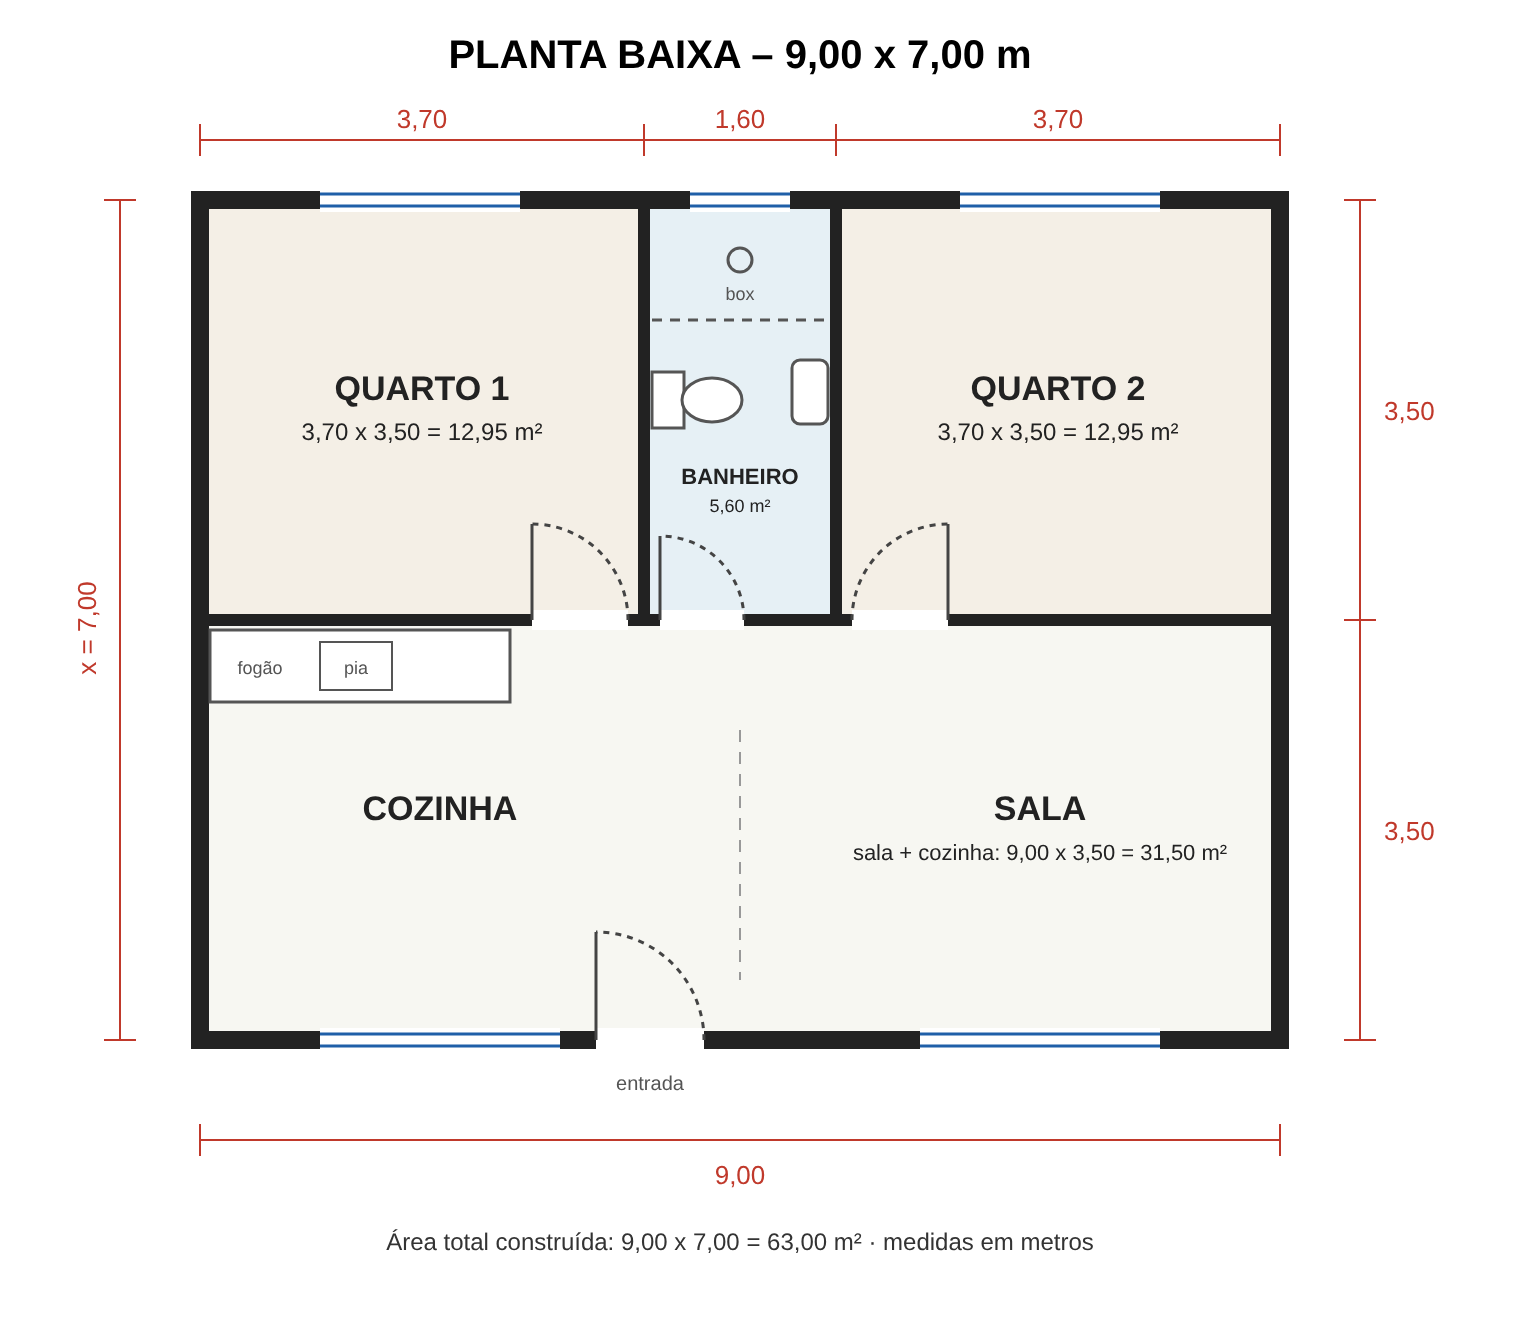 PLANTA BAIXA – 9,00 x 7,00 m
3,70
1,60
3,70
box
QUARTO 1
3,70 x 3,50 = 12,95 m²
QUARTO 2
3,70 x 3,50 = 12,95 m²
3,50
BANHEIRO
5,60 m²
x = 7,00
fogão
pia
COZINHA
SALA
sala + cozinha: 9,00 x 3,50 = 31,50 m²
3,50
entrada
9,00
Área total construída: 9,00 x 7,00 = 63,00 m² · medidas em metros